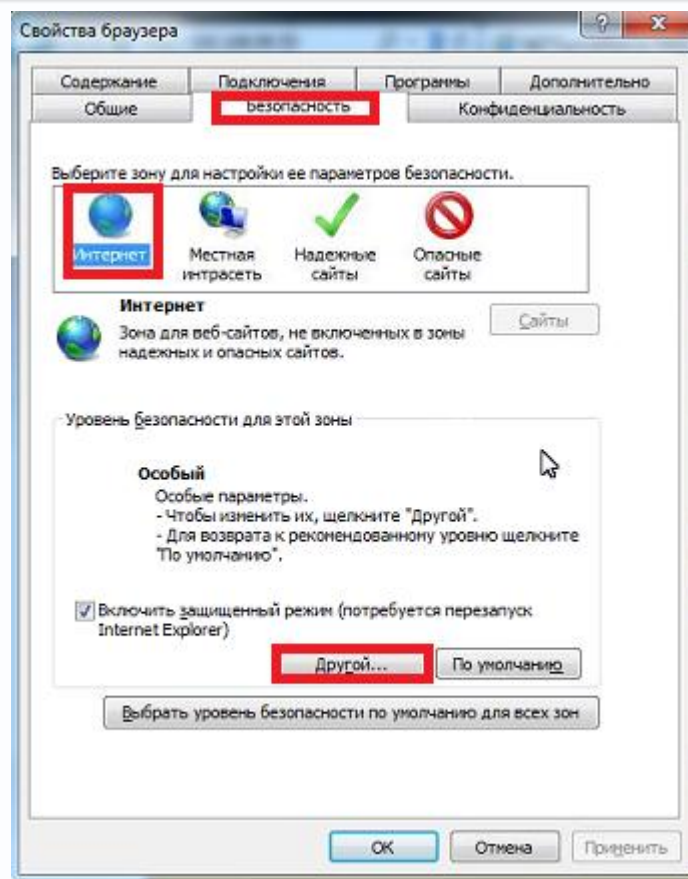 Свойства браузера
Содержание Подключения Программы Дополнительно
Общие Безопасность Конфиденциальность
Выберите зону для настройки ее параметров безопасности.
Интернет Местная интрасеть Надежные сайты Опасные сайты
Интернет
Сайты
Зона для веб-сайтов, не включенных в зоны
надежных и опасных сайтов.
Уровень безопасности для этой зоны
Особый
Особые параметры.
- Чтобы изменить их, щелкните "Другой".
- Для возврата к рекомендованному уровню щелкните
"По умолчанию".
Включить защищенный режим (потребуется перезапуск
Internet Explorer)
Другой... По умолчанию
Выбрать уровень безопасности по умолчанию для всех зон
OK Отмена Применить